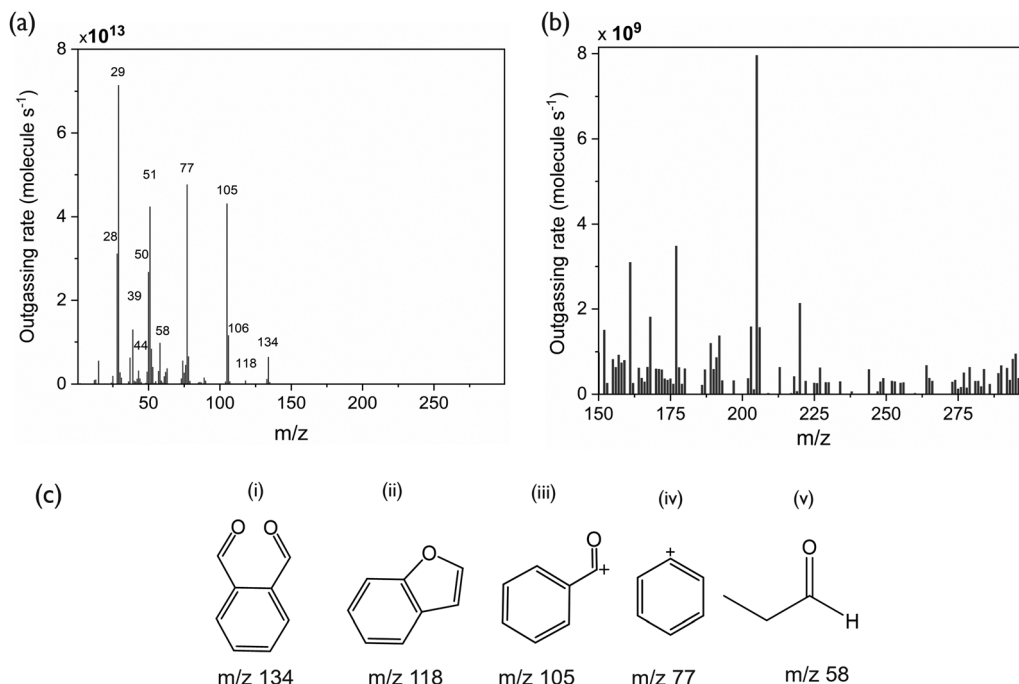 (a)
×10¹³
Outgassing rate (molecule s⁻¹)
8
6
4
2
0
29
28
39
44
50
51
58
77
105
106
118
134
50
100
150
200
250
m/z
(b)
× 10⁹
Outgassing rate (molecule s⁻¹)
8
6
4
2
0
150
175
200
225
250
275
m/z
(c)
(i)
(ii)
(iii)
(iv)
(v)
O O
O
O
+
+
O
H
m/z 134
m/z 118
m/z 105
m/z 77
m/z 58